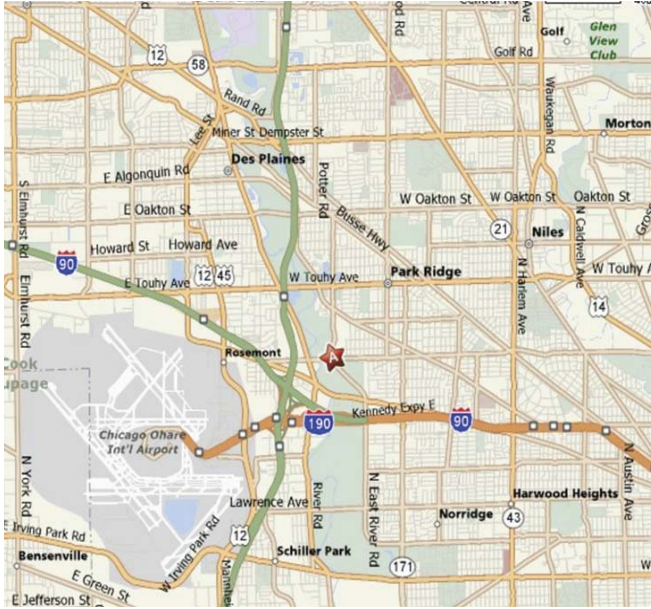 Rd
Central Rd
Ave
12
Golf
Glen
View
Club
Golf Rd
58
Rand Rd
Waukegan Rd
Lee St
Miner St Dempster St
Morton
Des Plaines
E Algonquin Rd
Potter Rd
S Elmhurst Rd
W Oakton St
W Oakton St
Oakton St
E Oakton St
Busse Hwy
21
Niles
N Caldwell Ave
Gross
Howard St
Howard Ave
90
12
45
W Touhy Ave
Park Ridge
W Touhy A
E Touhy Ave
N Harlem Ave
14
Elmhurst Rd
Rosemont
A
Cook
upage
190
Kennedy Expy E
90
Chicago Ohare
Int'l Airport
N York Rd
N East River Rd
N Austin Ave
Lawrence Ave
River Rd
Harwood Heights
Norridge
43
E Irving Park Rd
W Irving Park Rd
12
Schiller Park
171
Bensenville
Mannhei
E Green St
E Jefferson St